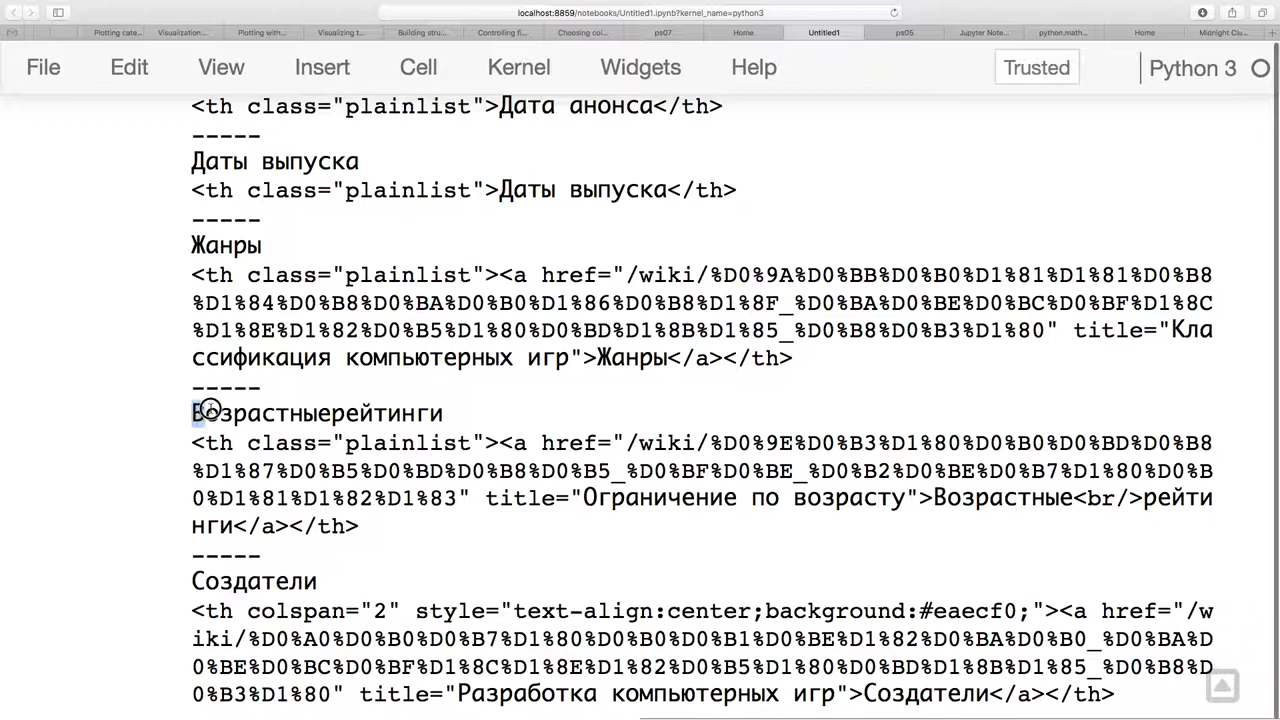 localhost:8859/notebooks/Untitled1.ipynb?kernel_name=python3
Plotting cate... Visualization... Plotting with... Visualizing t... Building stru... Controlling fi... Choosing col... ps07 Home Untitled1 ps05 Jupyter Note... python.math... Home Midnight Clu...
File Edit View Insert Cell Kernel Widgets Help Trusted Python 3
<th class="plainlist">Дата анонса</th>
-----
Даты выпуска
<th class="plainlist">Даты выпуска</th>
-----
Жанры
<th class="plainlist"><a href="/wiki/%D0%9A%D0%BB%D0%B0%D1%81%D1%81%D0%B8
%D1%84%D0%B8%D0%BA%D0%B0%D1%86%D0%B8%D1%8F_%D0%BA%D0%BE%D0%BC%D0%BF%D1%8C
%D1%8E%D1%82%D0%B5%D1%80%D0%BD%D1%8B%D1%85_%D0%B8%D0%B3%D1%80" title="Кла
ссификация компьютерных игр">Жанры</a></th>
-----
Возрастныерейтинги
<th class="plainlist"><a href="/wiki/%D0%9E%D0%B3%D1%80%D0%B0%D0%BD%D0%B8
%D1%87%D0%B5%D0%BD%D0%B8%D0%B5_%D0%BF%D0%BE_%D0%B2%D0%BE%D0%B7%D1%80%D0%B
0%D1%81%D1%82%D1%83" title="Ограничение по возрасту">Возрастные<br/>рейти
нги</a></th>
-----
Создатели
<th colspan="2" style="text-align:center;background:#eaecf0;"><a href="/w
iki/%D0%A0%D0%B0%D0%B7%D1%80%D0%B0%D0%B1%D0%BE%D1%82%D0%BA%D0%B0_%D0%BA%D
0%BE%D0%BC%D0%BF%D1%8C%D1%8E%D1%82%D0%B5%D1%80%D0%BD%D1%8B%D1%85_%D0%B8%D
0%B3%D1%80" title="Разработка компьютерных игр">Создатели</a></th>